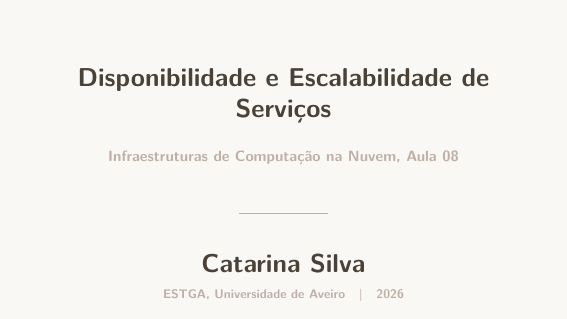 Disponibilidade e Escalabilidade de
Serviços
Infraestruturas de Computação na Nuvem, Aula 08
Catarina Silva
ESTGA, Universidade de Aveiro | 2026